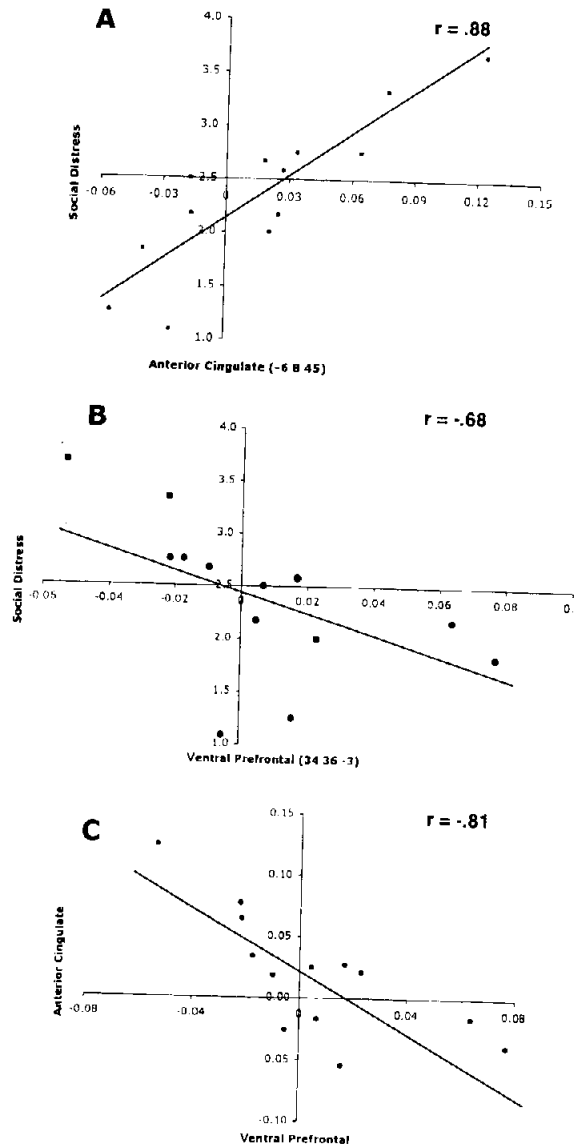 A
r = .88
4.0
3.5
3.0
Social Distress
2.5
-0.06 -0.03 0 0.03 0.06 0.09 0.12 0.15
2.0
1.5
1.0
Anterior Cingulate (-6 8 45)
B
r = -.68
4.0
3.5
3.0
Social Distress
2.5
-0.05 -0.04 -0.02 0 0.02 0.04 0.06 0.08 0.
2.0
1.5
1.0
Ventral Prefrontal (34 36 -3)
C
r = -.81
0.15
0.10
0.05
Anterior Cingulate
0.00
-0.08 -0.04 0 0.04 0.08
0.05
-0.10
Ventral Prefrontal